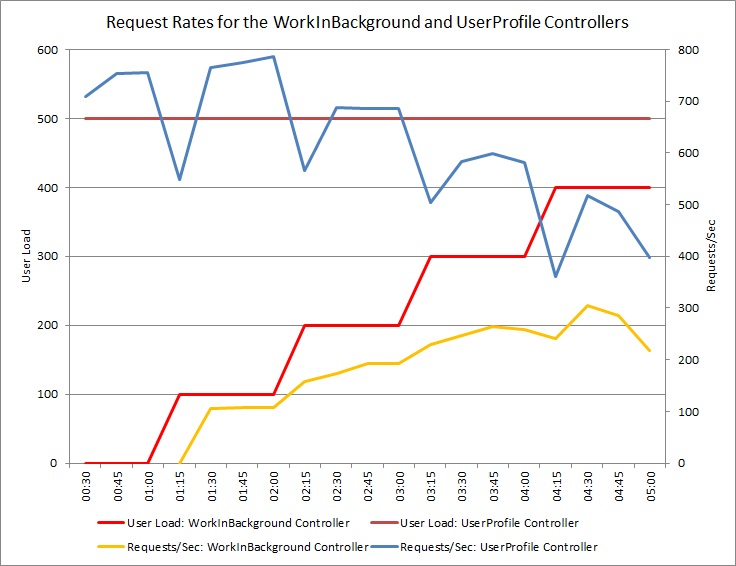 Request Rates for the WorkInBackground and UserProfile Controllers
600
500
400
300
200
100
0
User Load
800
700
600
500
400
300
200
100
0
Requests/Sec
00:30 00:45 01:00 01:15 01:30 01:45 02:00 02:15 02:30 02:45 03:00 03:15 03:30 03:45 04:00 04:15 04:30 04:45 05:00
User Load: WorkInBackground Controller User Load: UserProfile Controller
Requests/Sec: WorkInBackground Controller Requests/Sec: UserProfile Controller